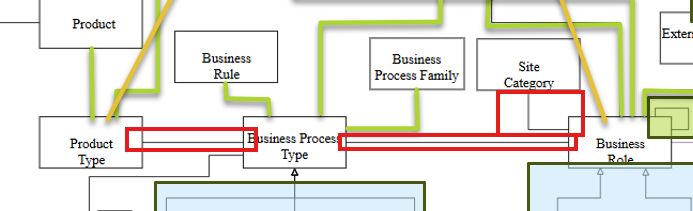 Product
Business
Rule
Business
Process Family
Site
Category
Exter
Product
Type
Business Process
Type
Business
Role